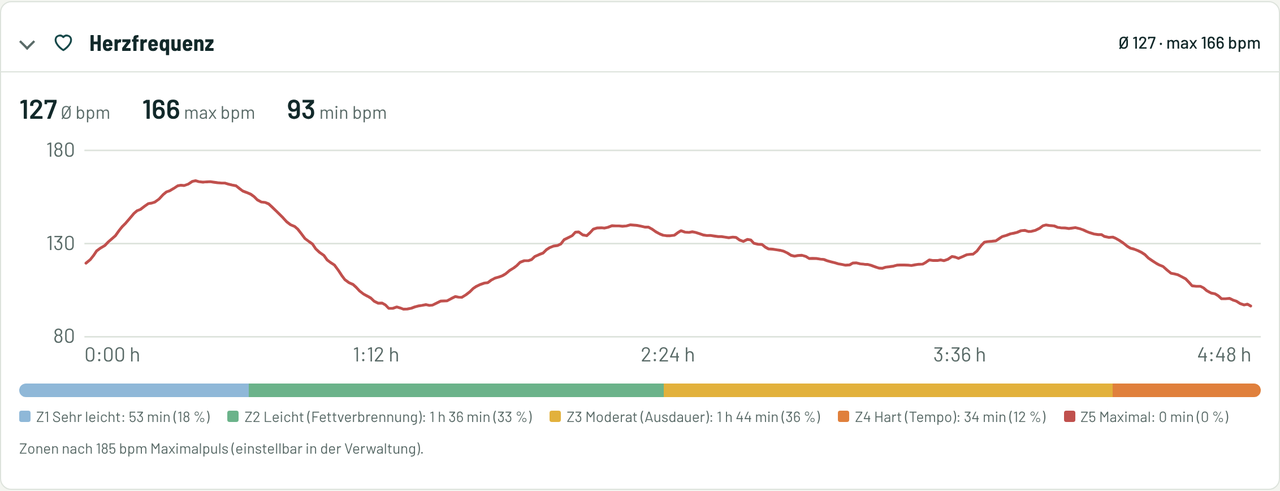 Herzfrequenz
Ø 127 · max 166 bpm
127 Ø bpm 166 max bpm 93 min bpm
180
130
80
0:00 h 1:12 h 2:24 h 3:36 h 4:48 h
Z1 Sehr leicht: 53 min (18 %) Z2 Leicht (Fettverbrennung): 1 h 36 min (33 %) Z3 Moderat (Ausdauer): 1 h 44 min (36 %) Z4 Hart (Tempo): 34 min (12 %) Z5 Maximal: 0 min (0 %)
Zonen nach 185 bpm Maximalpuls (einstellbar in der Verwaltung).